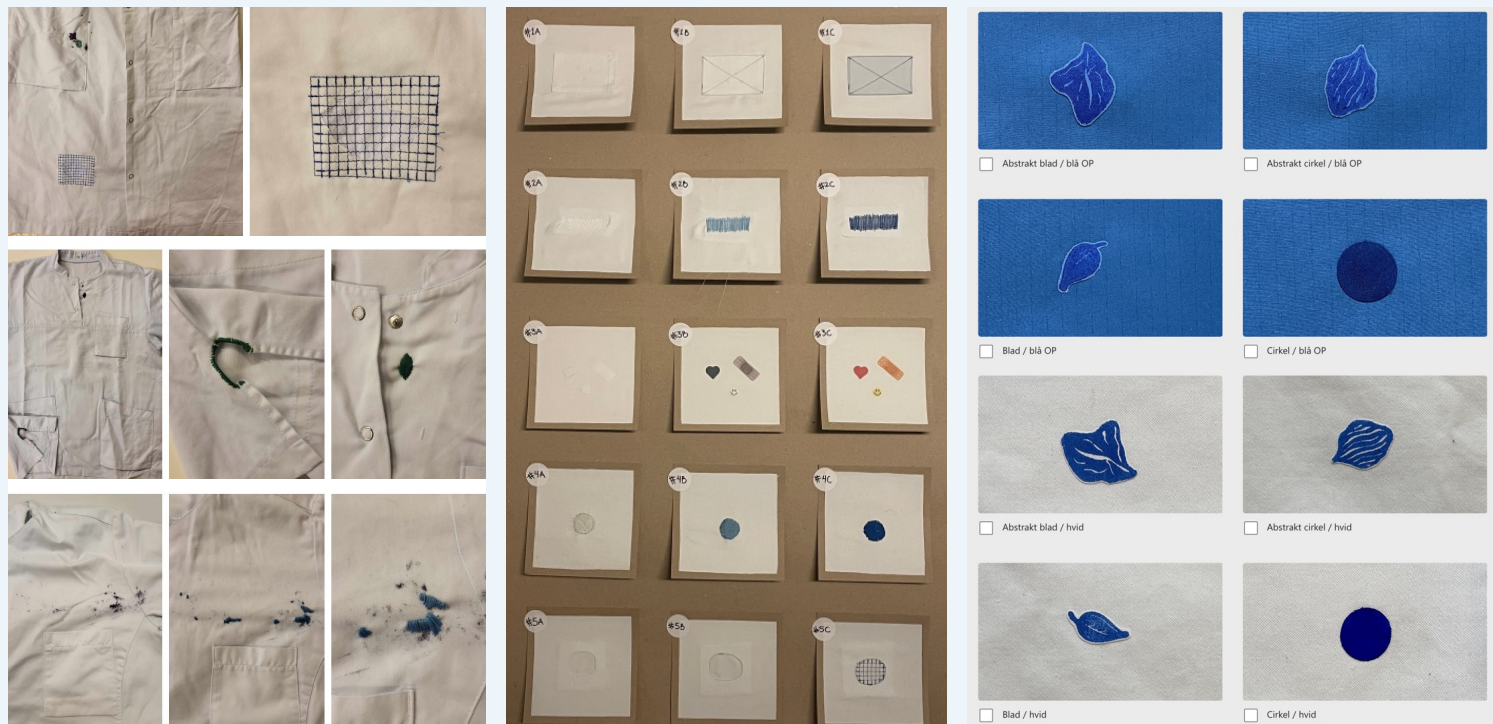 #1A
#1B
#1C
#2A
#2B
#2C
#3A
#3B
#3C
#4A
#4B
#4C
#5A
#5B
#5C
Abstrakt blad / blå OP
Abstrakt cirkel / blå OP
Blad / blå OP
Cirkel / blå OP
Abstrakt blad / hvid
Abstrakt cirkel / hvid
Blad / hvid
Cirkel / hvid